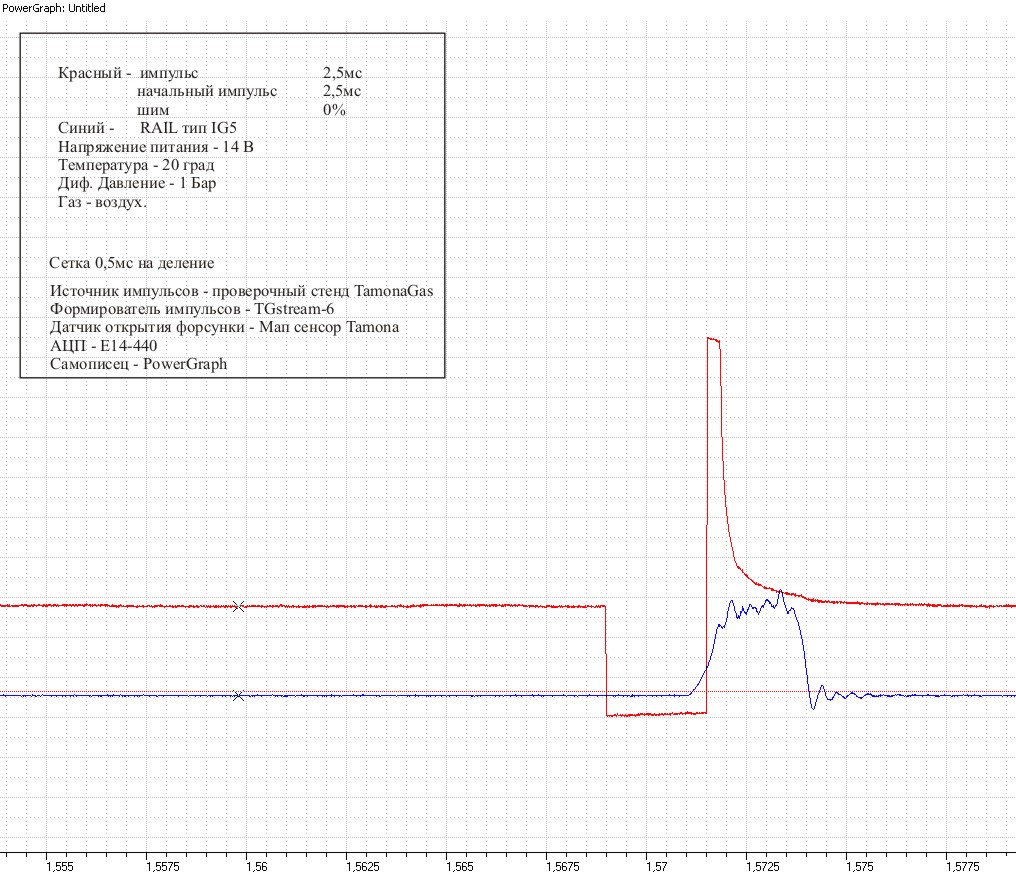 PowerGraph: Untitled
Красный - импульс 2,5мс
начальный импульс 2,5мс
шим 0%
Синий - RAIL тип IG5
Напряжение питания - 14 В
Температура - 20 град
Диф. Давление - 1 Бар
Газ - воздух.
Сетка 0,5мс на деление
Источник импульсов - проверочный стенд TamonaGas
Формирователь импульсов - TGstream-6
Датчик открытия форсунки - Мап сенсор Tamona
АЦП - E14-440
Самописец - PowerGraph
1,555 1,5575 1,56 1,5625 1,565 1,5675 1,57 1,5725 1,575 1,5775